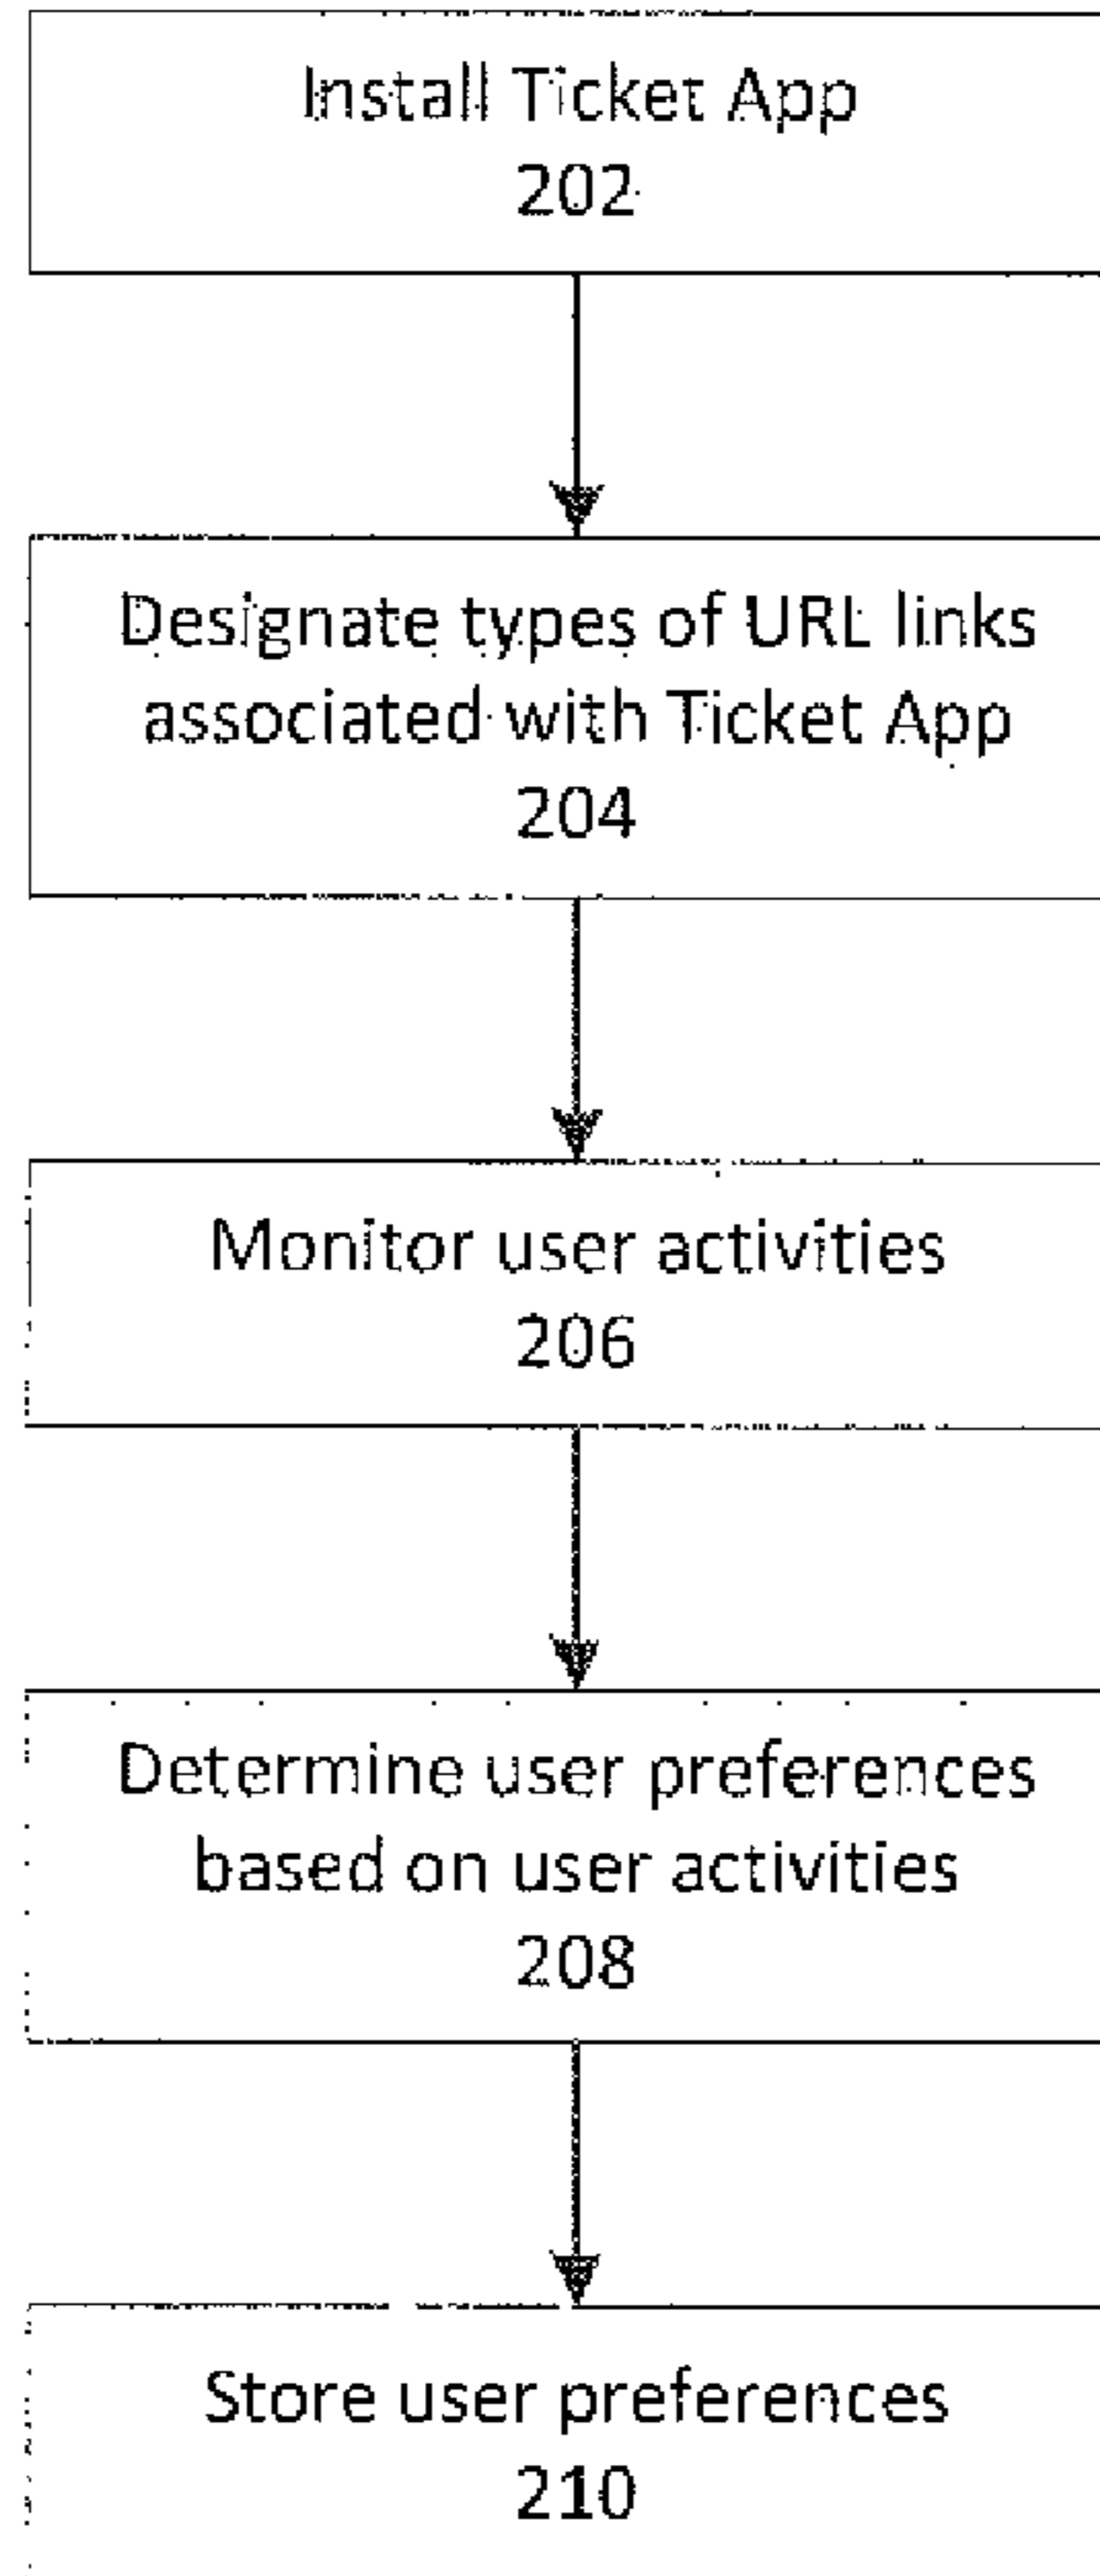 Install Ticket App
202
Designate types of URL links
associated with Ticket App
204
Monitor user activities
206
Determine user preferences
based on user activities
208
Store user preferences
210